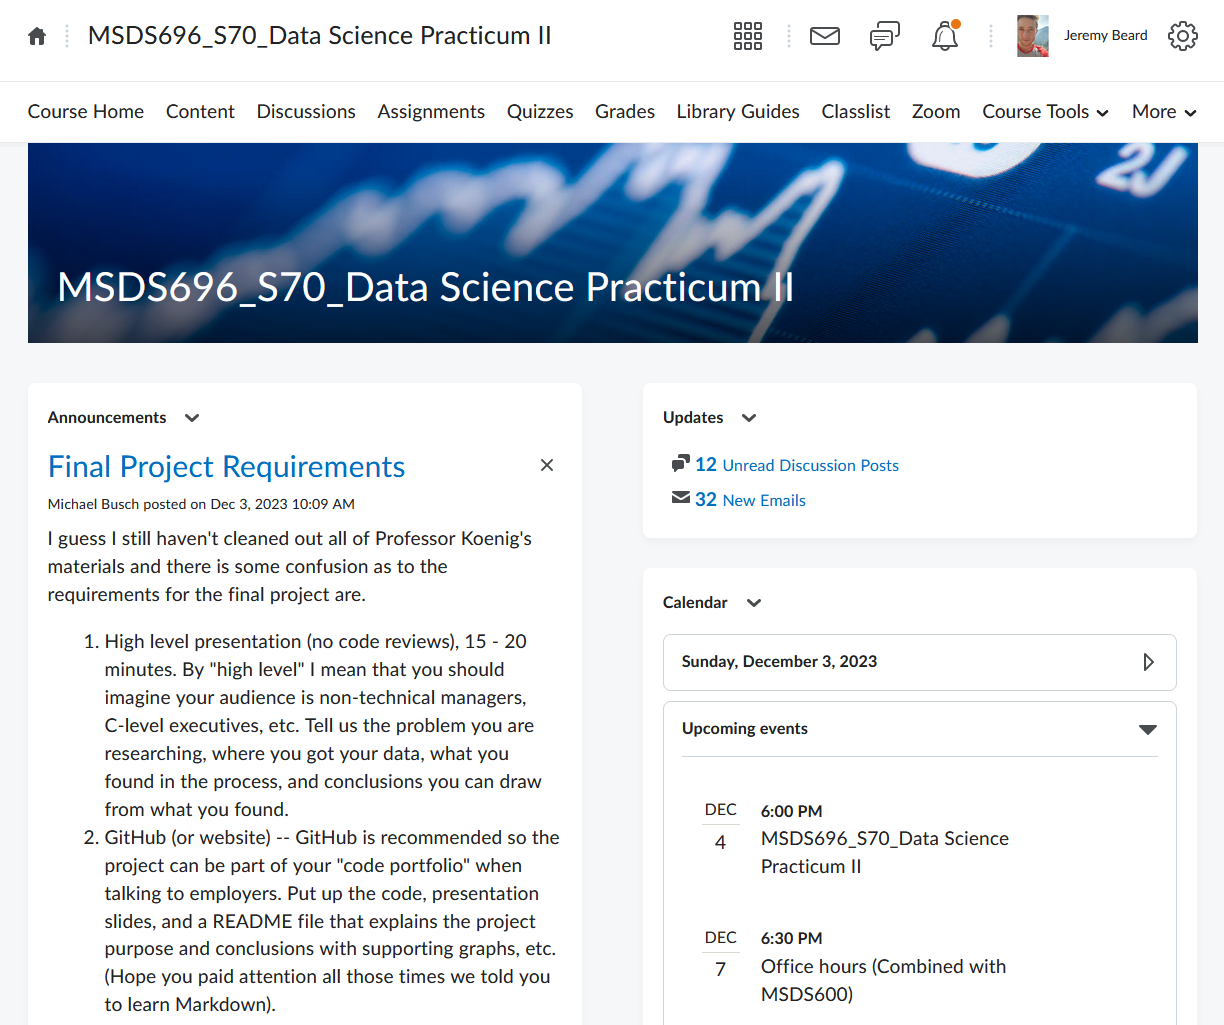 MSDS696_S70_Data Science Practicum II
Jeremy Beard
Course Home Content Discussions Assignments Quizzes Grades Library Guides Classlist Zoom Course Tools More
2J
MSDS696_S70_Data Science Practicum II
Announcements
Final Project Requirements
Michael Busch posted on Dec 3, 2023 10:09 AM
I guess I still haven't cleaned out all of Professor Koenig's
materials and there is some confusion as to the
requirements for the final project are.
1. High level presentation (no code reviews), 15 - 20
minutes. By "high level" I mean that you should
imagine your audience is non-technical managers,
C-level executives, etc. Tell us the problem you are
researching, where you got your data, what you
found in the process, and conclusions you can draw
from what you found.
2. GitHub (or website) -- GitHub is recommended so the
project can be part of your "code portfolio" when
talking to employers. Put up the code, presentation
slides, and a README file that explains the project
purpose and conclusions with supporting graphs, etc.
(Hope you paid attention all those times we told you
to learn Markdown).
Updates
12 Unread Discussion Posts
32 New Emails
Calendar
Sunday, December 3, 2023
Upcoming events
DEC
4
6:00 PM
MSDS696_S70_Data Science
Practicum II
DEC
7
6:30 PM
Office hours (Combined with
MSDS600)